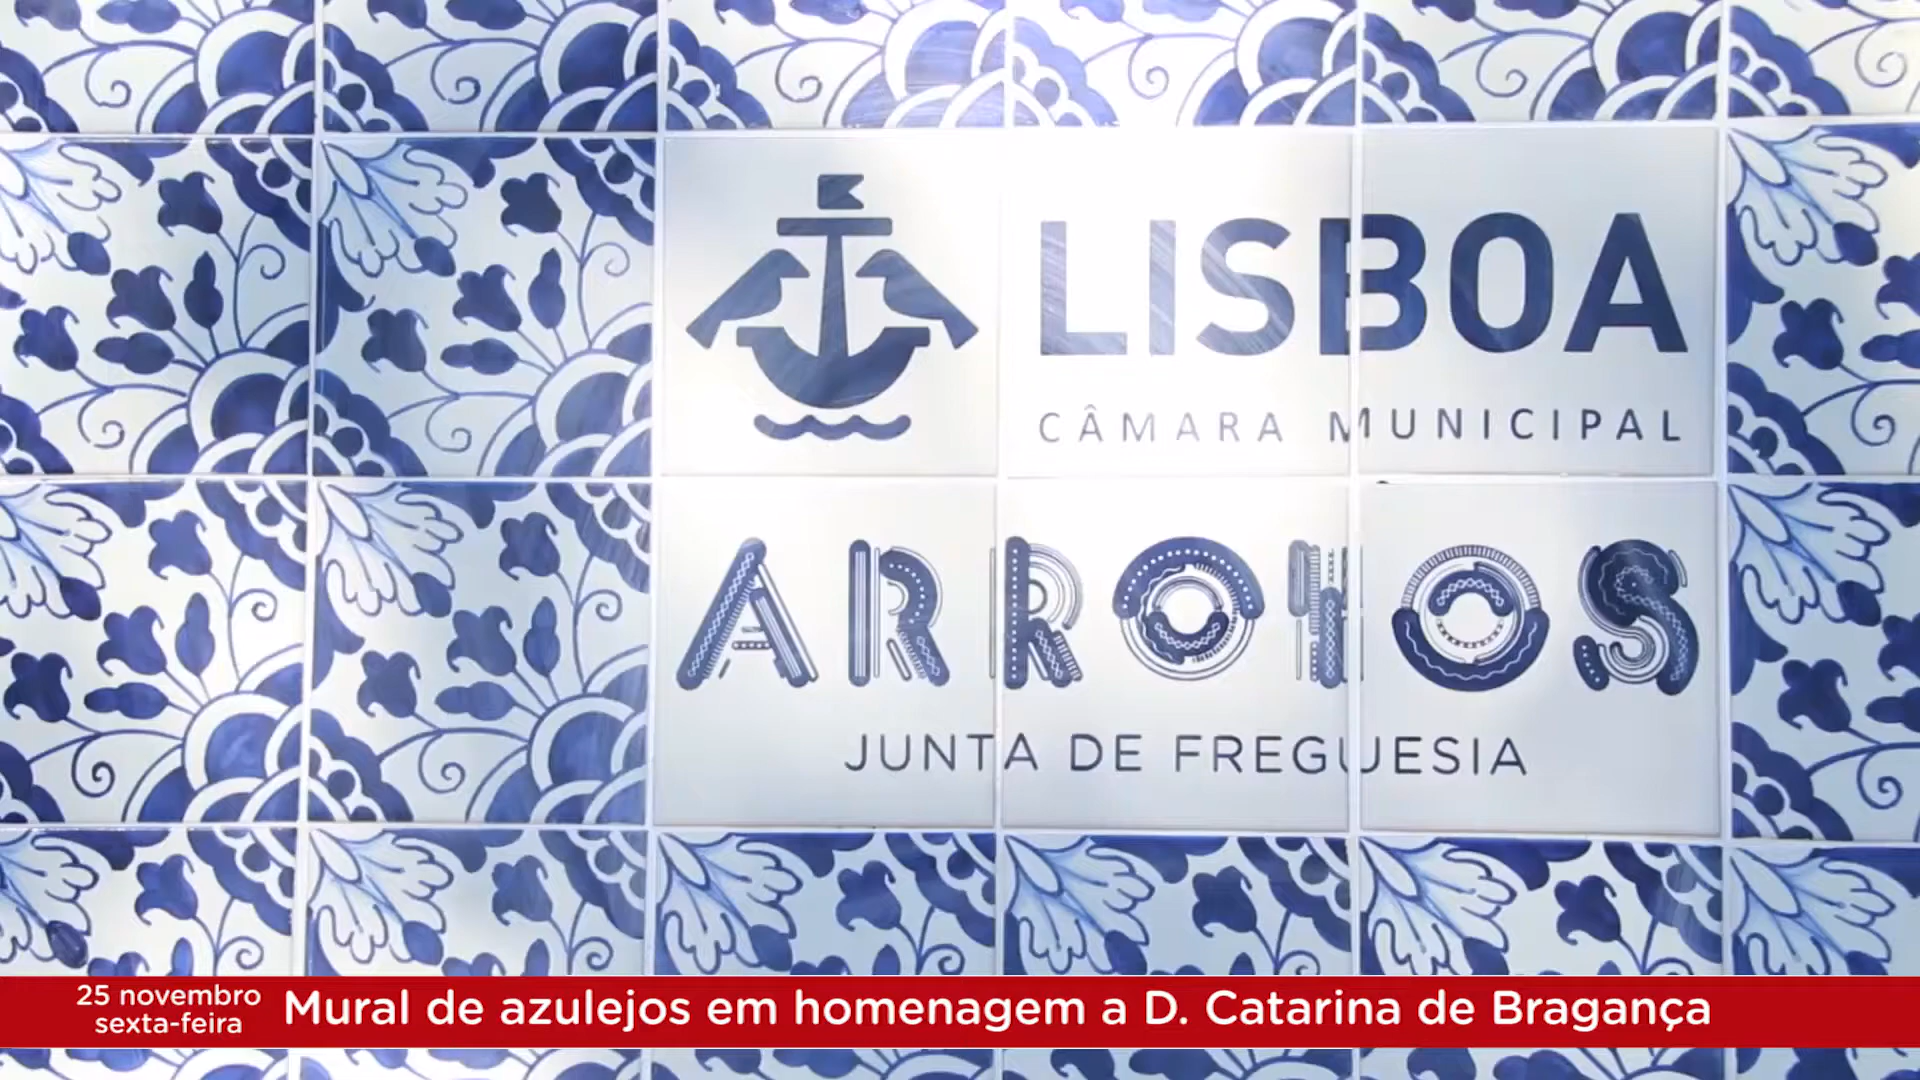 LISBOA
CÂMARA MUNICIPAL
ARROIOS
JUNTA DE FREGUESIA
25 novembro
sexta-feira
Mural de azulejos em homenagem a D. Catarina de Bragança